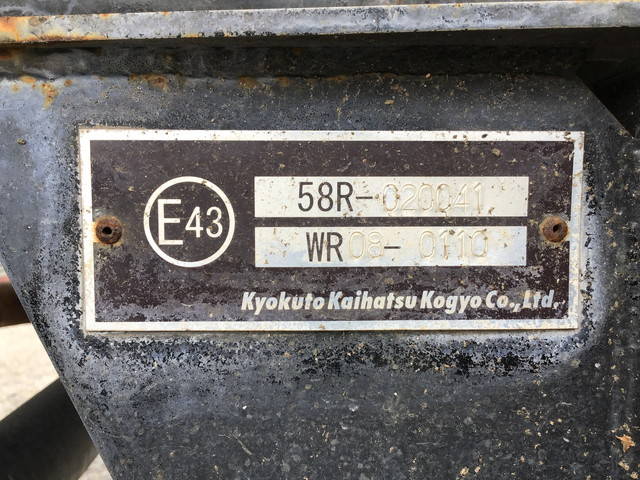 E43
58R-020041
WR08-0110
Kyokuto Kaihatsu Kogyo Co., Ltd.